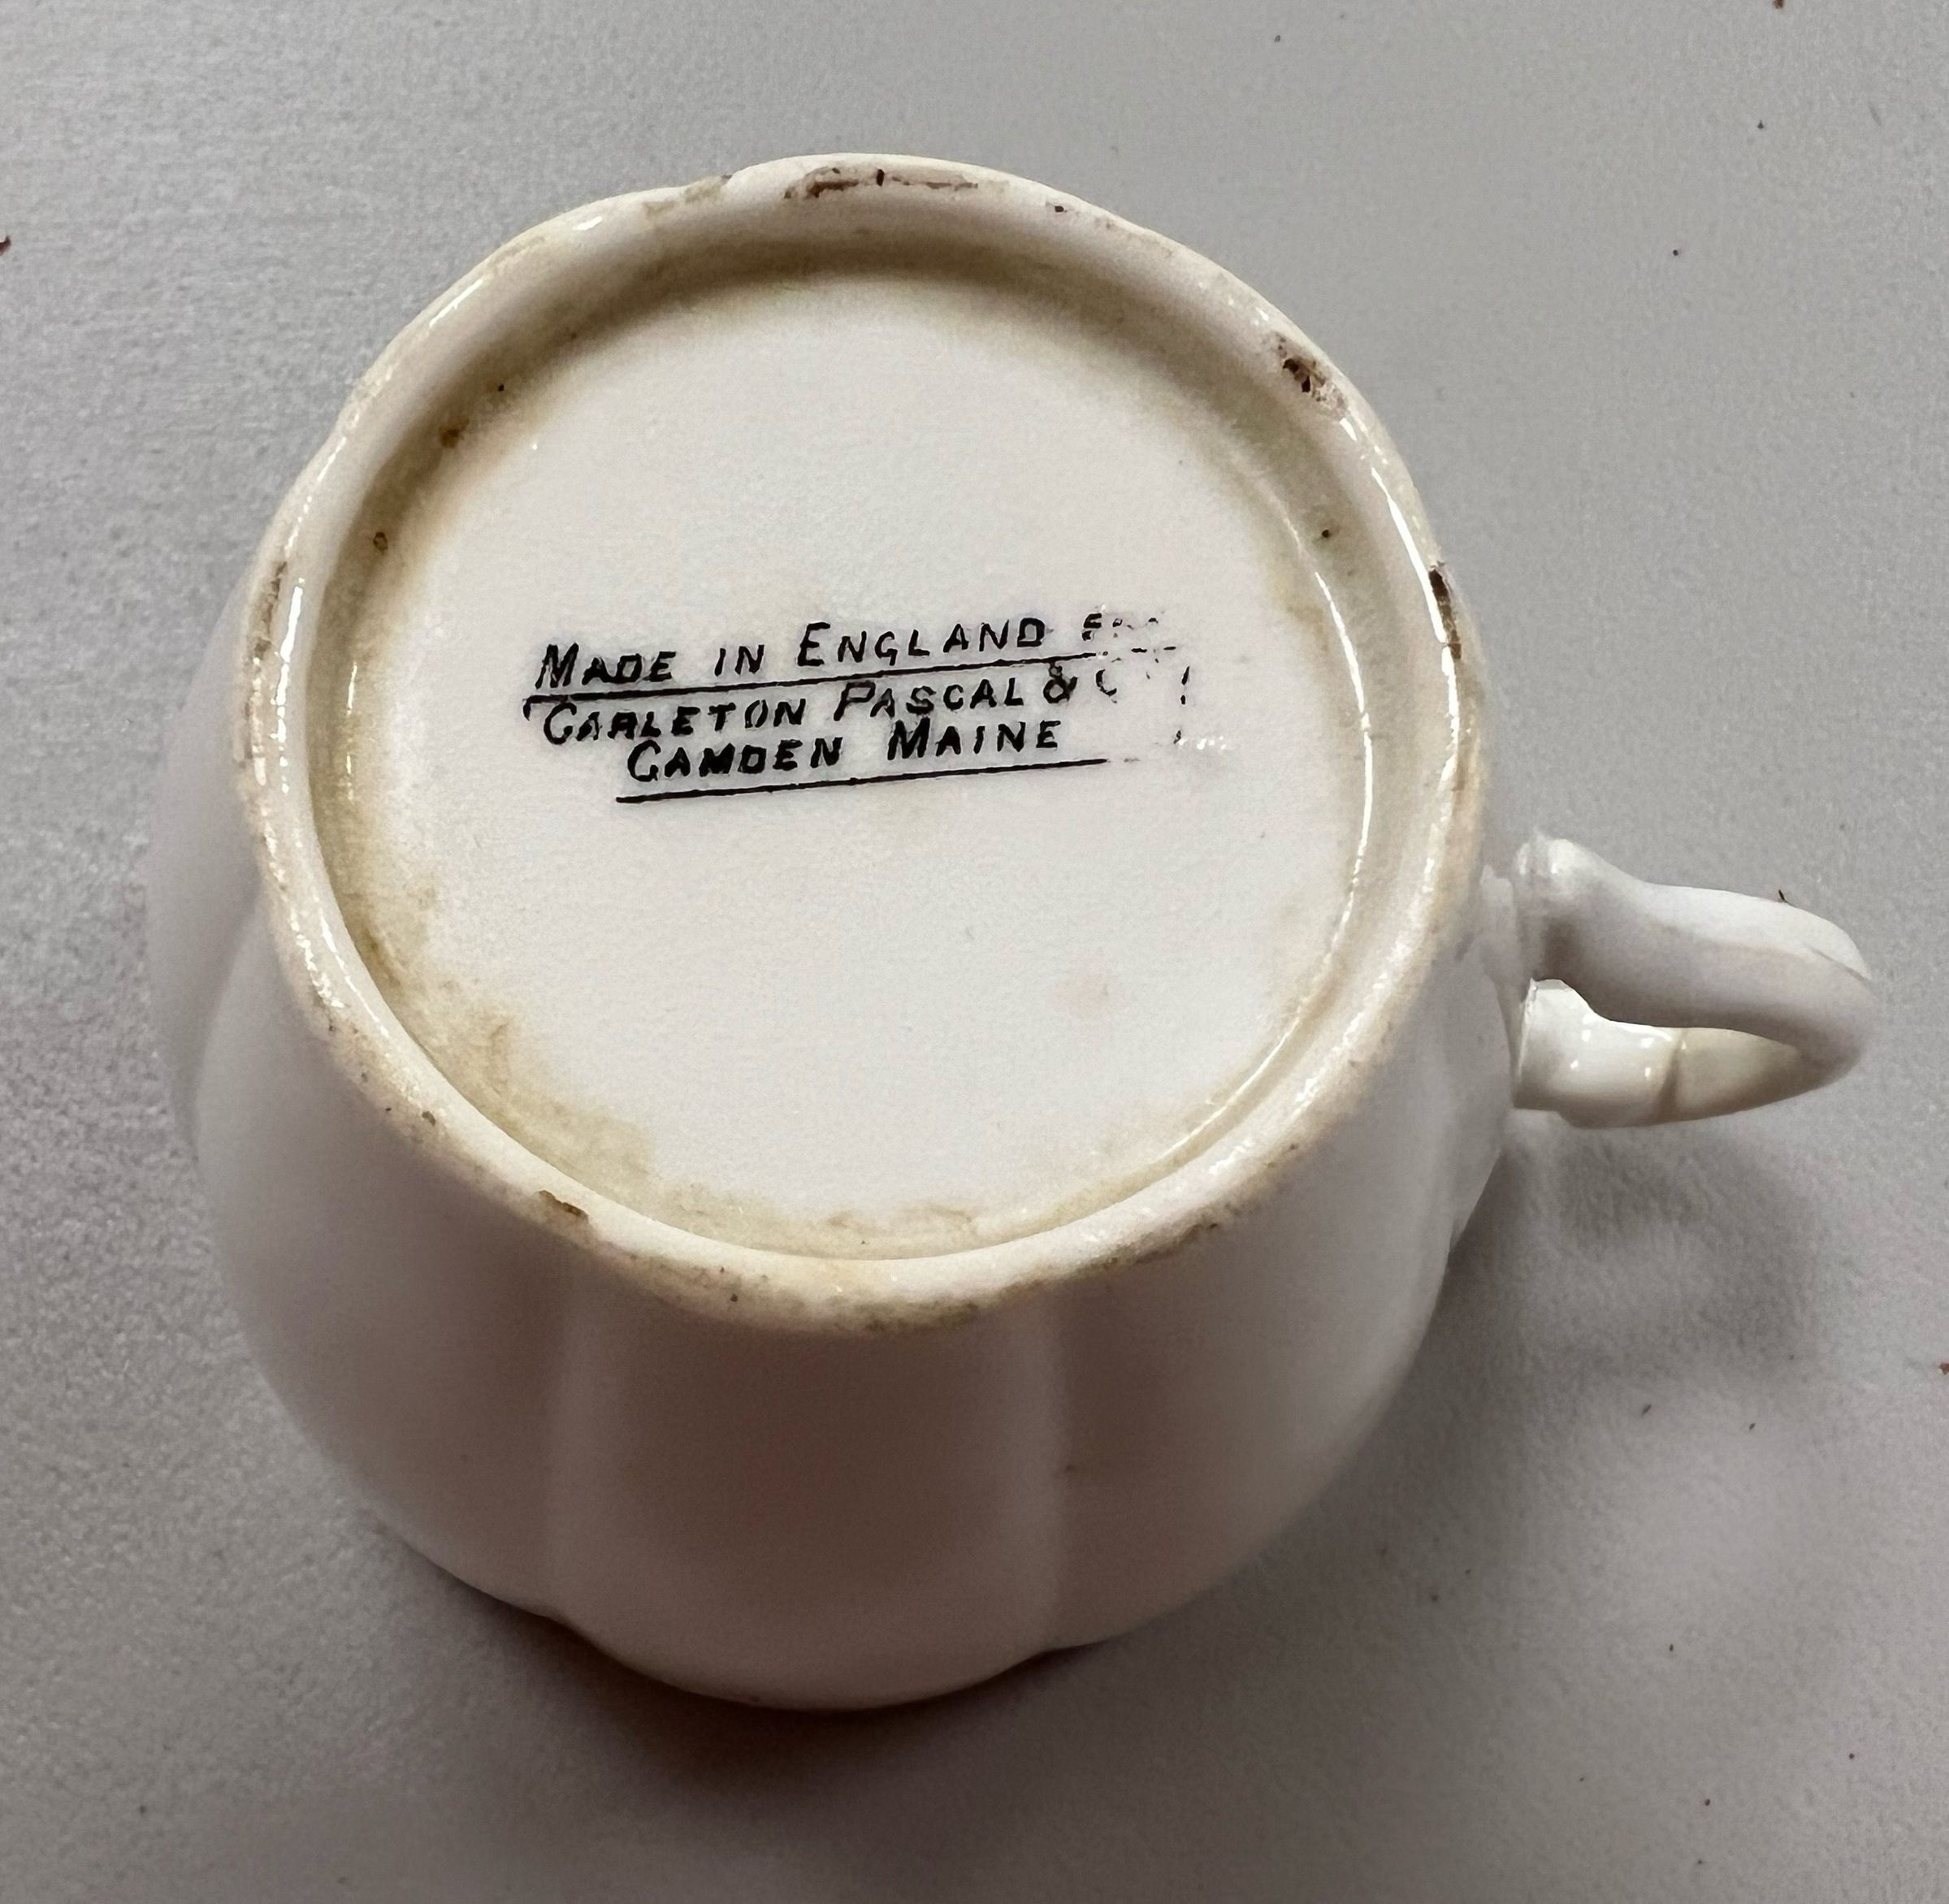 MADE IN ENGLAND
CARLETON PASCAL &
CAMDEN MAINE